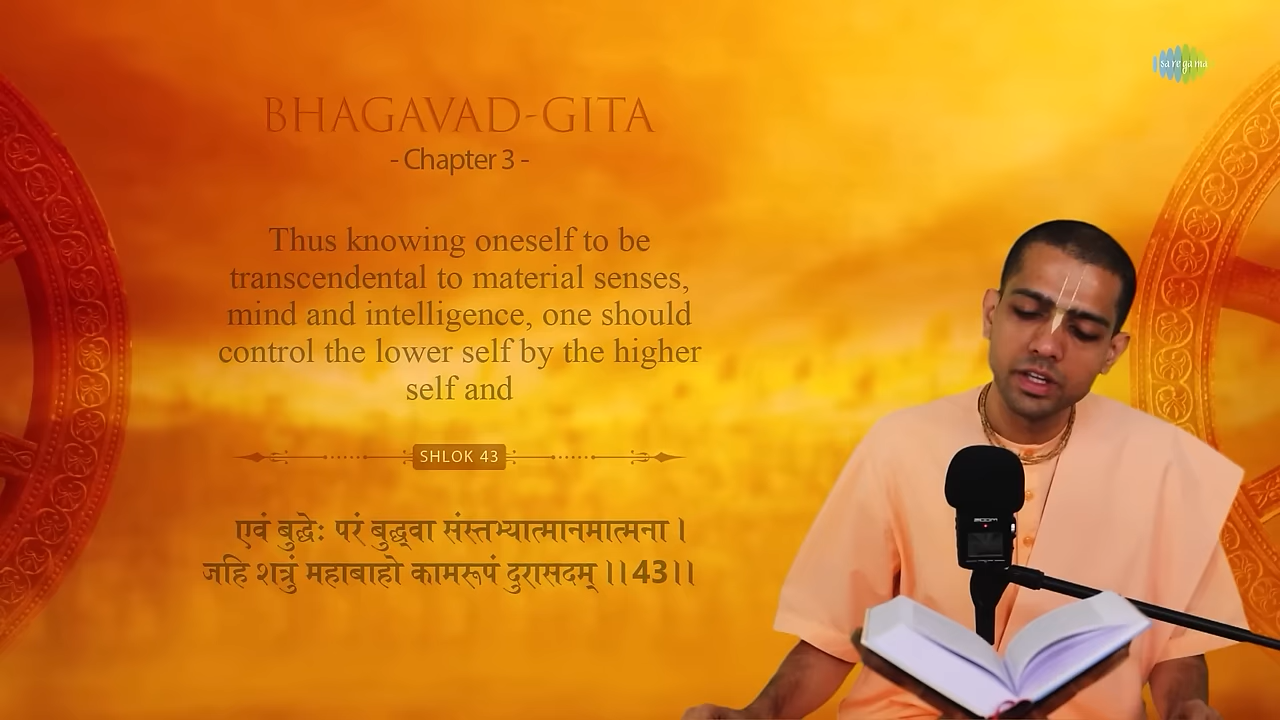 saregama
BHAGAVAD-GITA
- Chapter 3 -
Thus knowing oneself to be
transcendental to material senses,
mind and intelligence, one should
control the lower self by the higher
self and
SHLOK 43
एवं बुद्धेः परं बुद्ध्वा संस्तभ्यात्मानमात्मना ।
जहि शत्रुं महाबाहो कामरूपं दुरासदम् ।।43।।
zoom